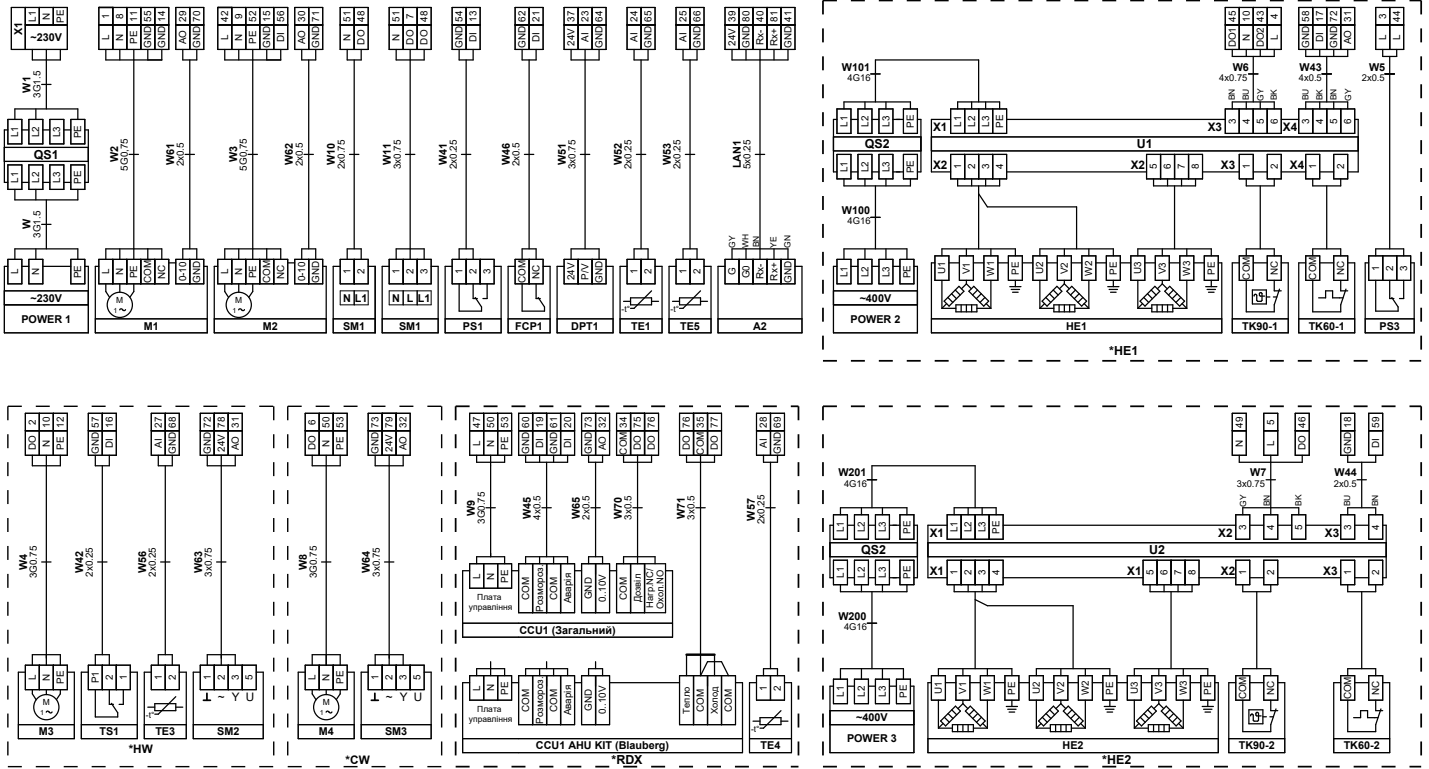 X1 L1 N PE
~230V
W1 3G1.5
L1 L2 L3 PE
QS1
L1 L2 L3 PE
W 3G1.5
L N PE
~230V
POWER 1
1 8 11 55 14
L N PE GND GND
W2 5G0.75
L N PE COM NC
M 1~
29 70
AO GND
W61 2x0.5
0-10 GND
M1
42 9 52 15 56
L N PE GND DI
W3 5G0.75
L N PE COM NC
M 1~
30 71
AO GND
W62 2x0.5
0-10 GND
M2
51 48
N DO
W10 2x0.75
1 2
N L1
SM1
51 7 48
N DO DO
W11 3x0.75
1 2 3
N L L1
SM1
54 13
GND DI
W41 2x0.25
1 2 3
PS1
62 21
GND DI
W46 2x0.5
COM NC
FCP1
37 23 64
24V AI GND
W51 3x0.75
24V P/V GND
DPT1
24 65
AI GND
W52 2x0.25
1 2
-t°
TE1
25 66
AI GND
W53 2x0.25
1 2
-t°
TE5
39 80 40 81 41
24V GND Rx- Rx+ GND
LAN1 5x0.25
GY WH BN YE GN
G G0 Rx- Rx+ GND
A2
W101
4G16
L1 L2 L3 PE
QS2
L1 L2 L3 PE
W100
4G16
L1 L2 L3 PE
~400V
POWER 2
45 10 43 4
DO1 N DO2 L
W6
4x0.75
BN BU GY BK
58 17 72 31
GND DI GND AO
W43
4x0.5
BU BK BN GY
3 44
L L
W5
2x0.5
X1 L1 L2 L3 PE
X3 3 4 5 6
X4 3 4 5 6
U1
X2 1 2 3 4
X2 5 6 7 8
X3 1 2
X4 1 2
U1 V1 W1 PE
U2 V2 W2 PE
U3 V3 W3 PE
HE1
COM NC
TK90-1
COM NC
TK60-1
1 2 3
PS3
*HE1
2 10 12
DO N PE
W4 3G0.75
L N PE
M 1~
M3
57 16
GND DI
W42 2x0.25
P1 2 1
TS1
27 68
AI GND
W56 2x0.25
1 2
-t°
TE3
72 78 31
GND 24V AO
W63 3x0.75
1 2 3 5
⊥ ~ Y U
SM2
*HW
6 50 53
DO N PE
W8 3G0.75
L N PE
M 1~
M4
73 79 32
GND 24V AO
W64 3x0.75
1 2 3 5
⊥ ~ Y U
SM3
*CW
47 50 53
L N PE
W9 3G0.75
L N PE
Плата
управління
60 19 61 20
GND DI GND DI
W45 4x0.5
COM Розмороз. COM Аварія
73 32
GND AO
W65 2x0.5
GND 0..10V
34 75 76
COM DO DO
W70 3x0.5
COM Дозвіл Нагр.NC/ Охол.NO
CCU1 (Загальний)
76 35 77
DO COM DO
W71 3x0.5
28 69
AI GND
W57 2x0.25
L N PE
Плата
управління
COM Розмороз. COM Аварія
GND 0..10V
Тепло COM Холод COM
CCU1 AHU KIT (Blauberg)
1 2
-t°
TE4
*RDX
W201
4G16
L1 L2 L3 PE
QS2
L1 L2 L3 PE
W200
4G16
L1 L2 L3 PE
~400V
POWER 3
49 5 46
N L DO
W7
3x0.75
GY BN BK
18 59
GND DI
W44
2x0.5
BU BN
X1 L1 L2 L3 PE
X2 3 4 5
X3 3 4
U2
X1 1 2 3 4
X1 5 6 7 8
X2 1 2
X3 1 2
U1 V1 W1 PE
U2 V2 W2 PE
U3 V3 W3 PE
HE2
COM NC
TK90-2
COM NC
TK60-2
*HE2